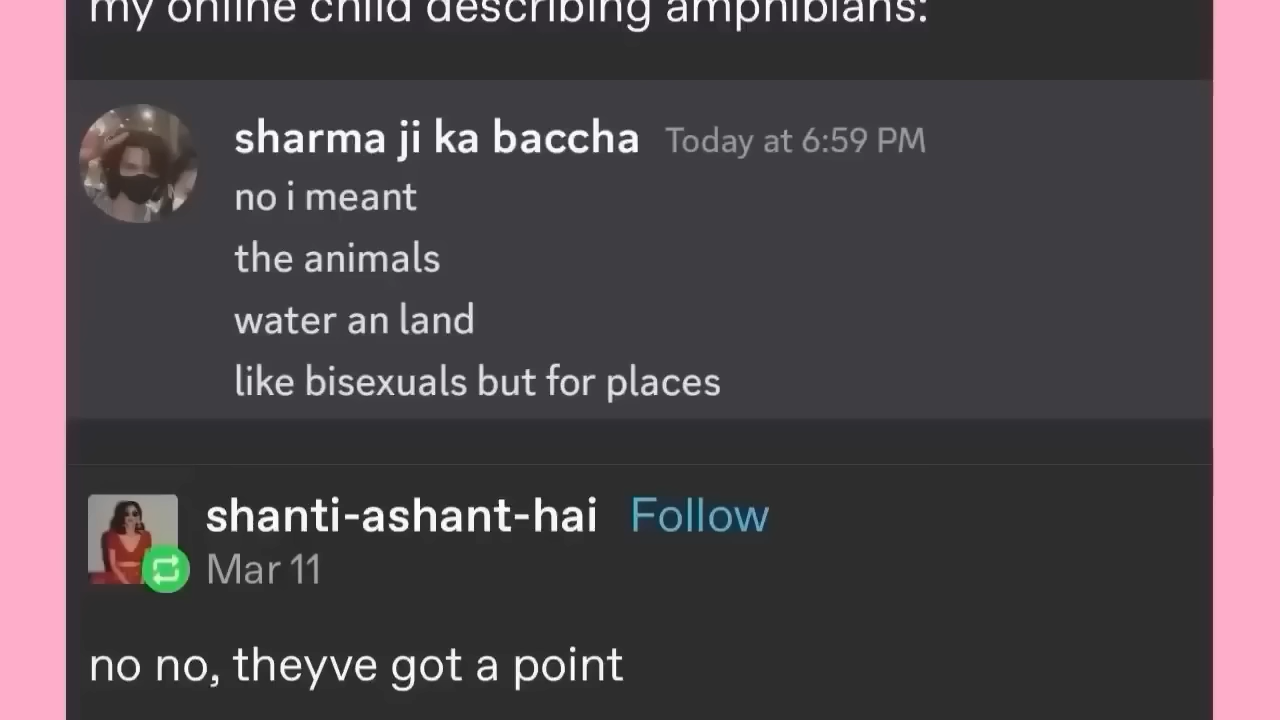 my online child describing amphibians:
sharma ji ka baccha Today at 6:59 PM
no i meant
the animals
water an land
like bisexuals but for places
shanti-ashant-hai Follow
Mar 11
no no, theyve got a point